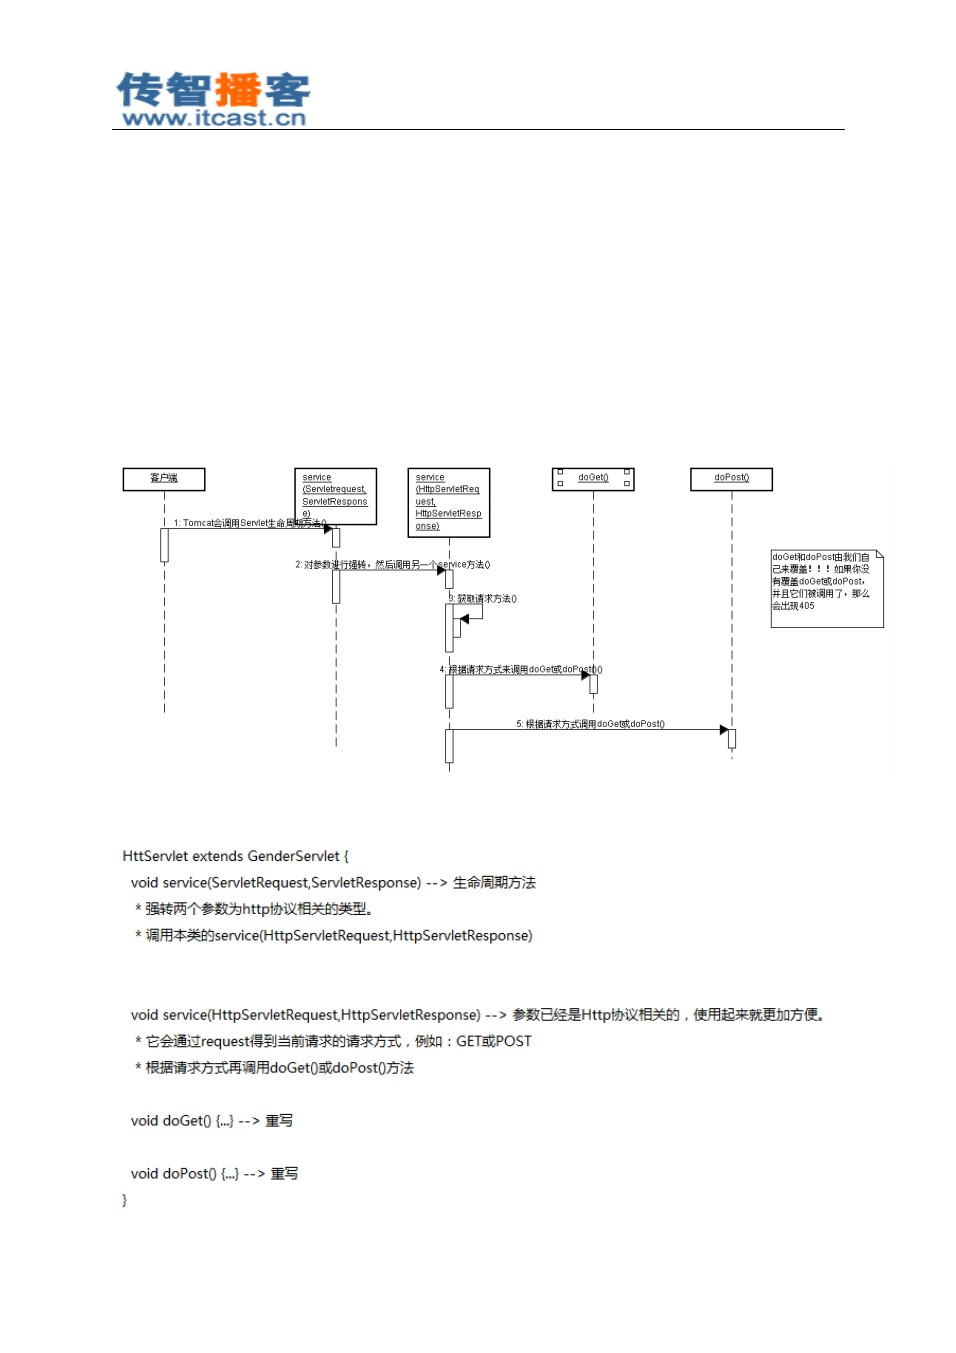 传智播客
www.itcast.cn
客户端
service
(Servletrequest,
ServletRespons
e)
service
(HttpServletReq
uest,
HttpServletResp
onse)
doGet()
doPost()
1: Tomcat会调用Servlet生命周期方法()
2: 对参数进行强转，然后调用另一个service方法()
3: 获取请求方法()
4: 根据请求方式来调用doGet或doPost()()
5: 根据请求方式调用doGet或doPost()
doGet和doPost由我们自
己来覆盖！！！如果你没
有覆盖doGet或doPost，
并且它们被调用了，那么
会出现405
HttServlet extends GenderServlet {
void service(ServletRequest,ServletResponse) --> 生命周期方法
* 强转两个参数为http协议相关的类型。
* 调用本类的service(HttpServletRequest,HttpServletResponse)
void service(HttpServletRequest,HttpServletResponse) --> 参数已经是Http协议相关的，使用起来就更加方便。
* 它会通过request得到当前请求的请求方式，例如：GET或POST
* 根据请求方式再调用doGet()或doPost()方法
void doGet() {...} --> 重写
void doPost() {...} --> 重写
}